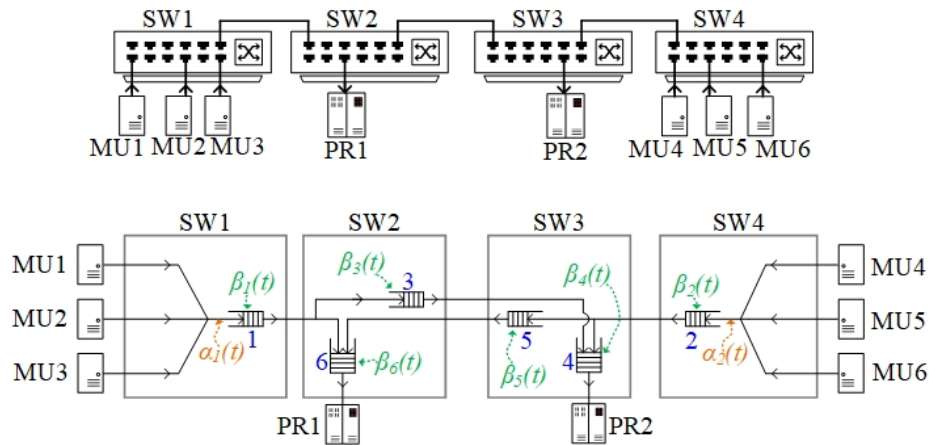 SW1 SW2 SW3 SW4
MU1 MU2 MU3 PR1 PR2 MU4 MU5 MU6
SW1 SW2 SW3 SW4
MU1 MU4
β₁(t) β₃(t) 3 β₄(t) β₂(t)
MU2 MU5
1 5 2
α₁(t) 6 β₆(t) β₅(t) 4 α₂(t)
MU3 MU6
PR1 PR2